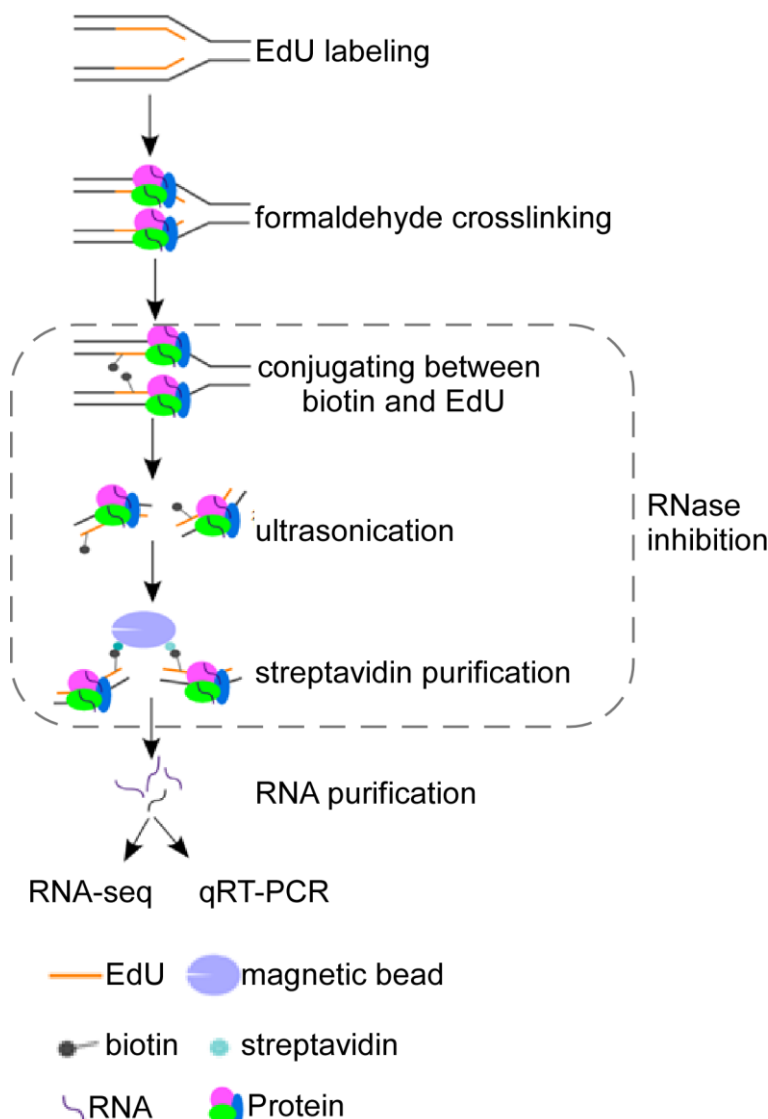 EdU labeling
formaldehyde crosslinking
conjugating between
biotin and EdU
RNase
inhibition
ultrasonication
streptavidin purification
RNA purification
RNA-seq
qRT-PCR
EdU
magnetic bead
biotin
streptavidin
RNA
Protein